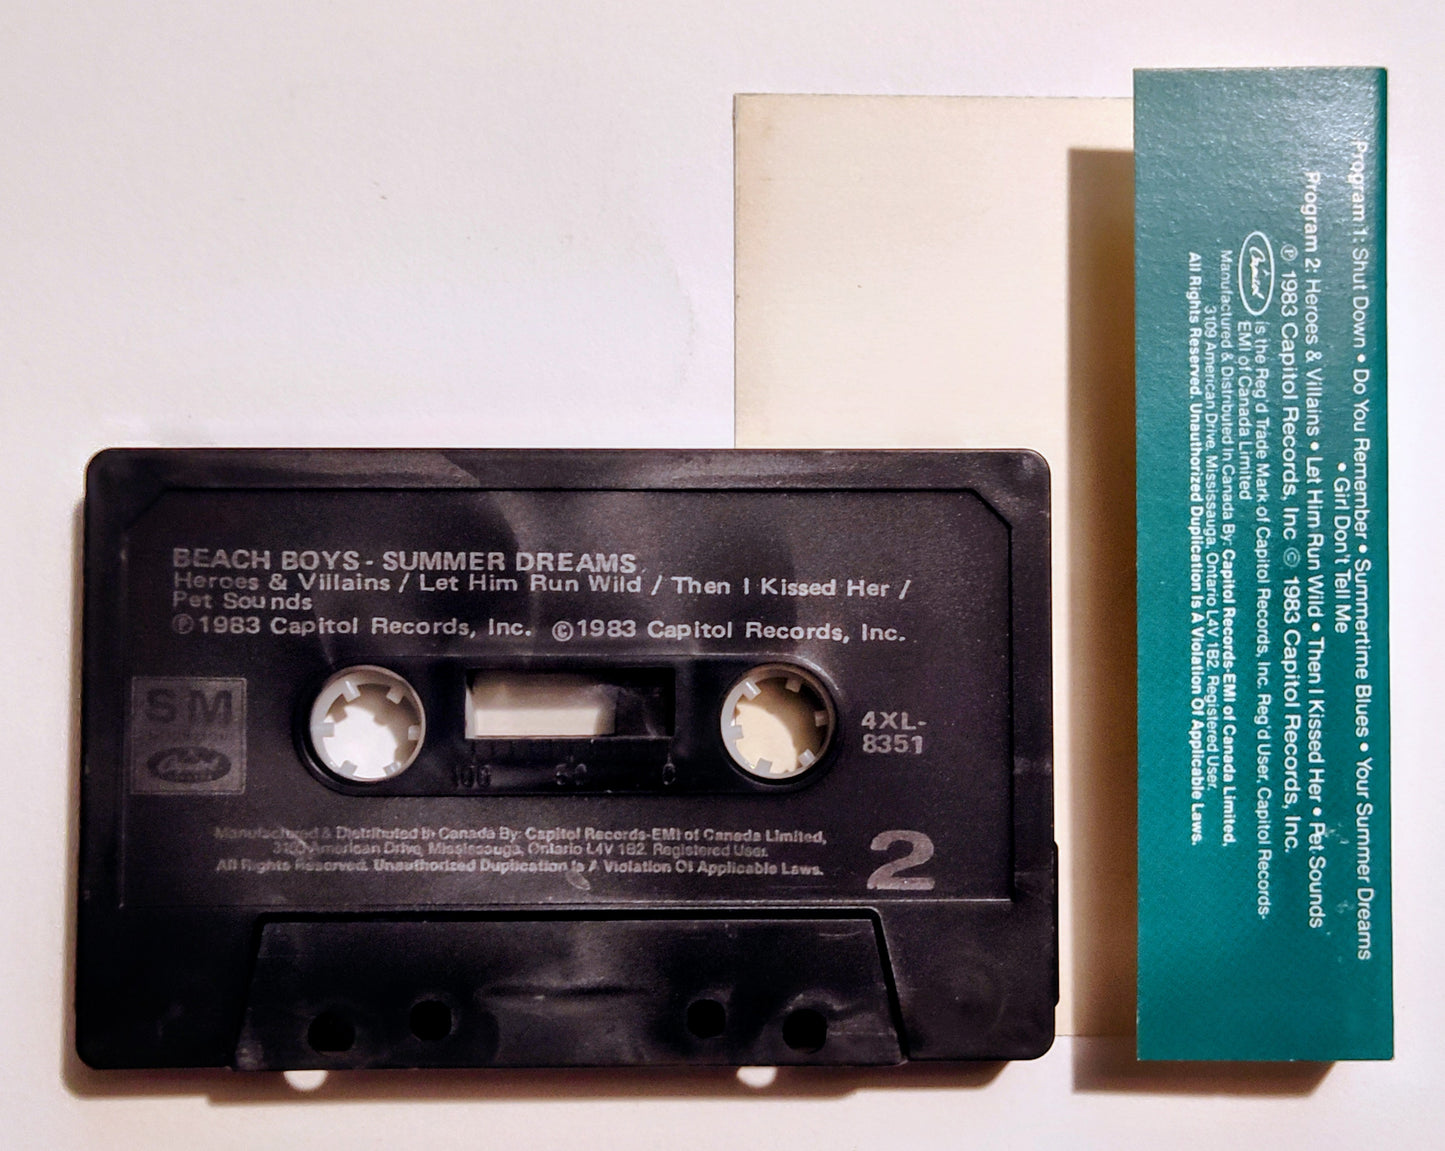 BEACH BOYS - SUMMER DREAMS
Heroes & Villains / Let Him Run Wild / Then I Kissed Her /
Pet Sounds
℗1983 Capitol Records, Inc. ©1983 Capitol Records, Inc.
SM
Capitol
4XL-
8351
100 50 0
Manufactured & Distributed In Canada By: Capitol Records-EMI of Canada Limited,
3109 American Drive, Mississauga, Ontario L4V 1B2. Registered User.
All Rights Reserved. Unauthorized Duplication Is A Violation Of Applicable Laws.
2
Program 1: Shut Down • Do You Remember • Summertime Blues • Your Summer Dreams
• Girl Don't Tell Me
Program 2: Heroes & Villains • Let Him Run Wild • Then I Kissed Her • Pet Sounds
℗ 1983 Capitol Records, Inc © 1983 Capitol Records, Inc.
Capitol is the Reg'd Trade Mark of Capitol Records, Inc. Reg'd User, Capitol Records-
EMI of Canada Limited
Manufactured & Distributed In Canada By: Capitol Records-EMI of Canada Limited,
3109 American Drive, Mississauga, Ontario L4V 1B2. Registered User.
All Rights Reserved. Unauthorized Duplication Is A Violation Of Applicable Laws.